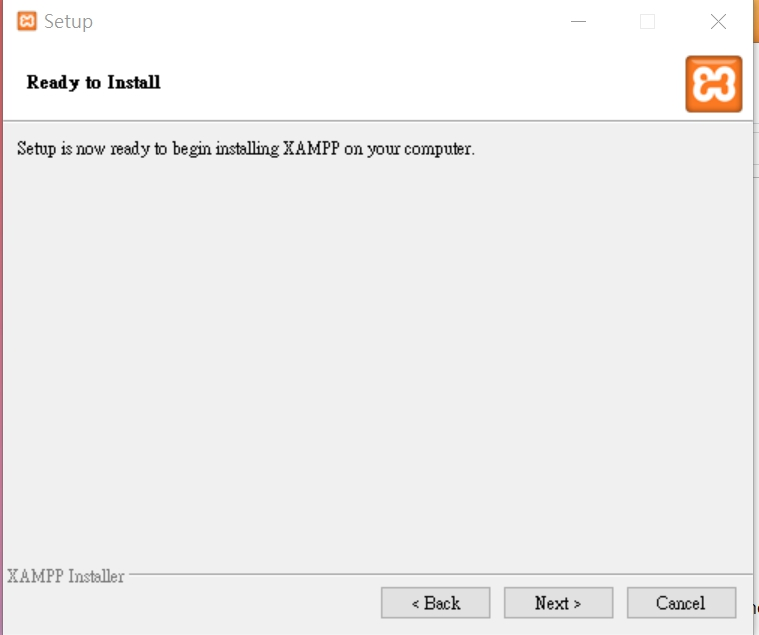 Setup
Ready to Install
Setup is now ready to begin installing XAMPP on your computer.
XAMPP Installer
< Back
Next >
Cancel